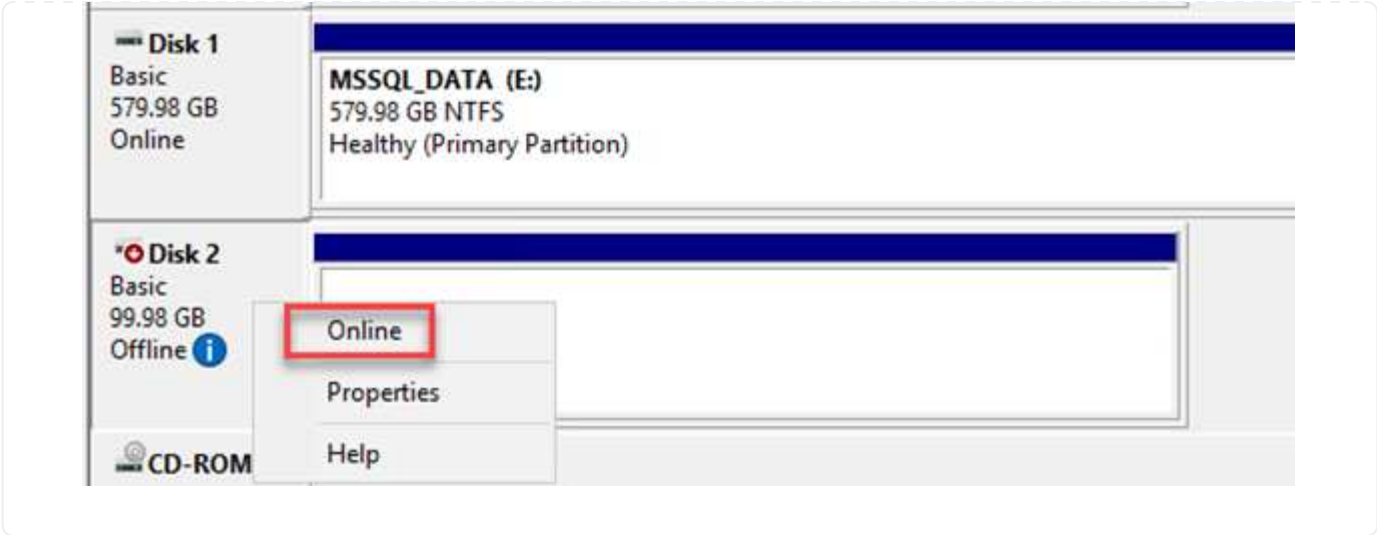 Disk 1
Basic
579.98 GB
Online
MSSQL_DATA (E:)
579.98 GB NTFS
Healthy (Primary Partition)
*Disk 2
Basic
99.98 GB
Offline
Online
Properties
Help
CD-ROM